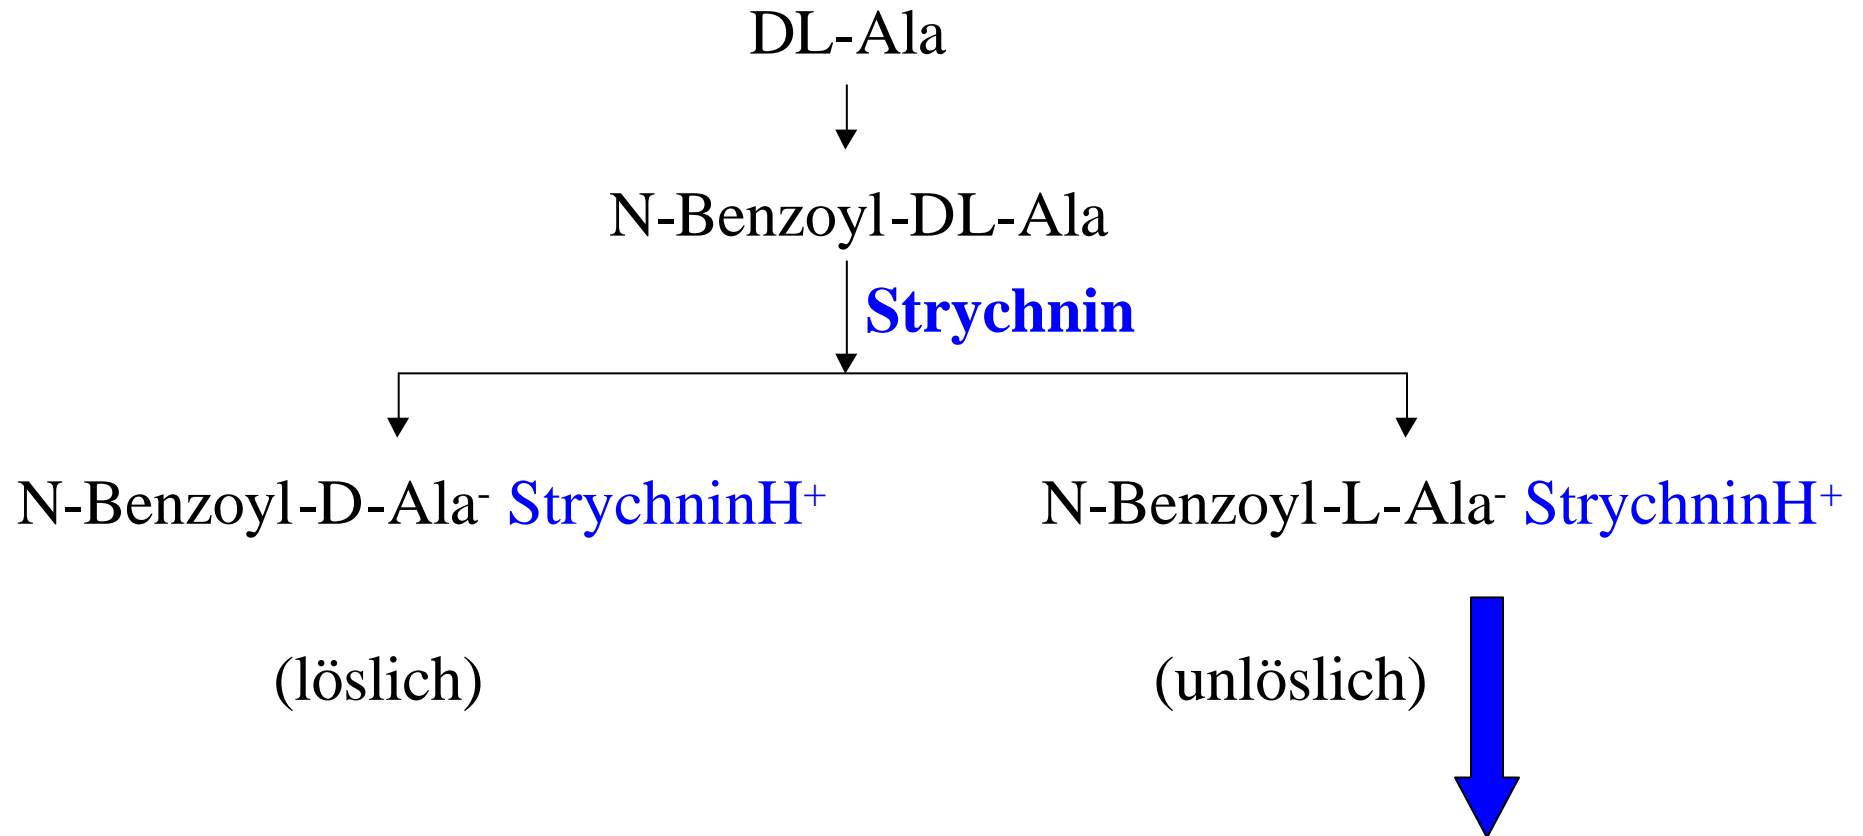 DL-Ala
N-Benzoyl-DL-Ala
Strychnin
N-Benzoyl-D-Ala⁻ StrychninH⁺
N-Benzoyl-L-Ala⁻ StrychninH⁺
(löslich)
(unlöslich)